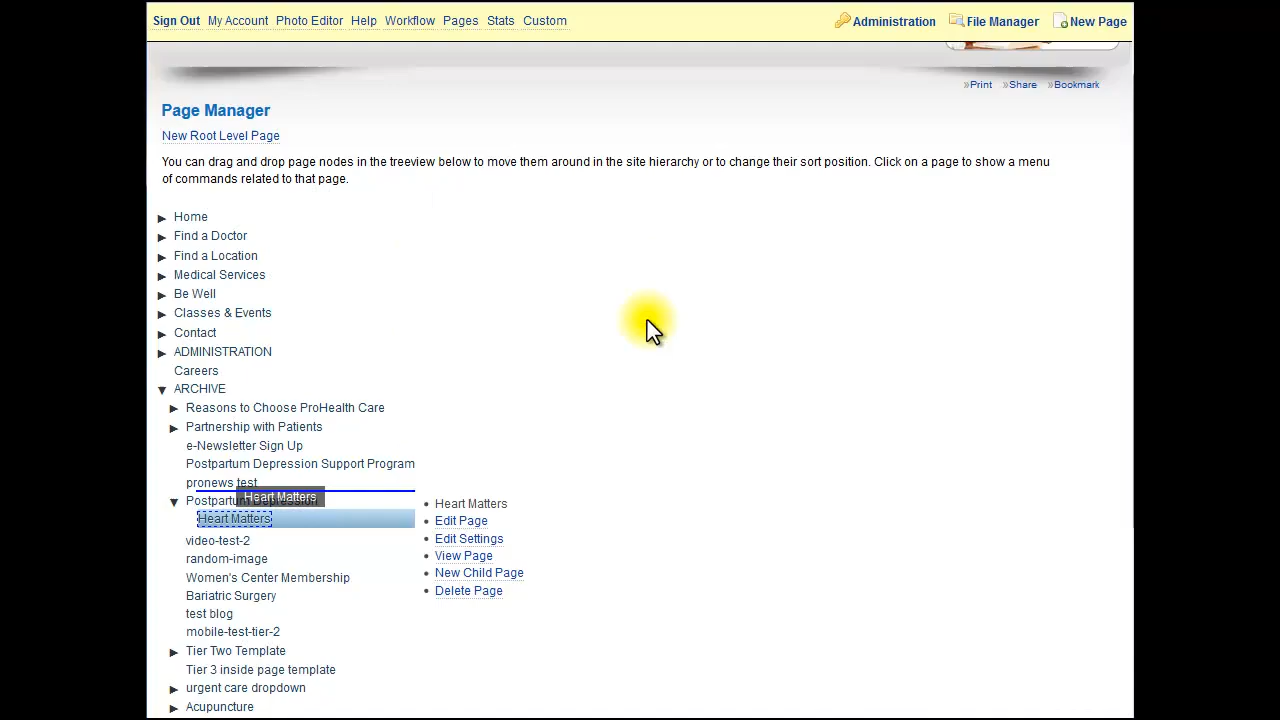 Sign Out My Account Photo Editor Help Workflow Pages Stats Custom Administration File Manager New Page
»Print »Share »Bookmark
Page Manager
New Root Level Page
You can drag and drop page nodes in the treeview below to move them around in the site hierarchy or to change their sort position. Click on a page to show a menu
of commands related to that page.
Home
Find a Doctor
Find a Location
Medical Services
Be Well
Classes & Events
Contact
ADMINISTRATION
Careers
ARCHIVE
Reasons to Choose ProHealth Care
Partnership with Patients
e-Newsletter Sign Up
Postpartum Depression Support Program
pronews test
Heart Matters
Postpartum Depression
Heart Matters
Heart Matters
Edit Page
Edit Settings
View Page
New Child Page
Delete Page
video-test-2
random-image
Women's Center Membership
Bariatric Surgery
test blog
mobile-test-tier-2
Tier Two Template
Tier 3 inside page template
urgent care dropdown
Acupuncture